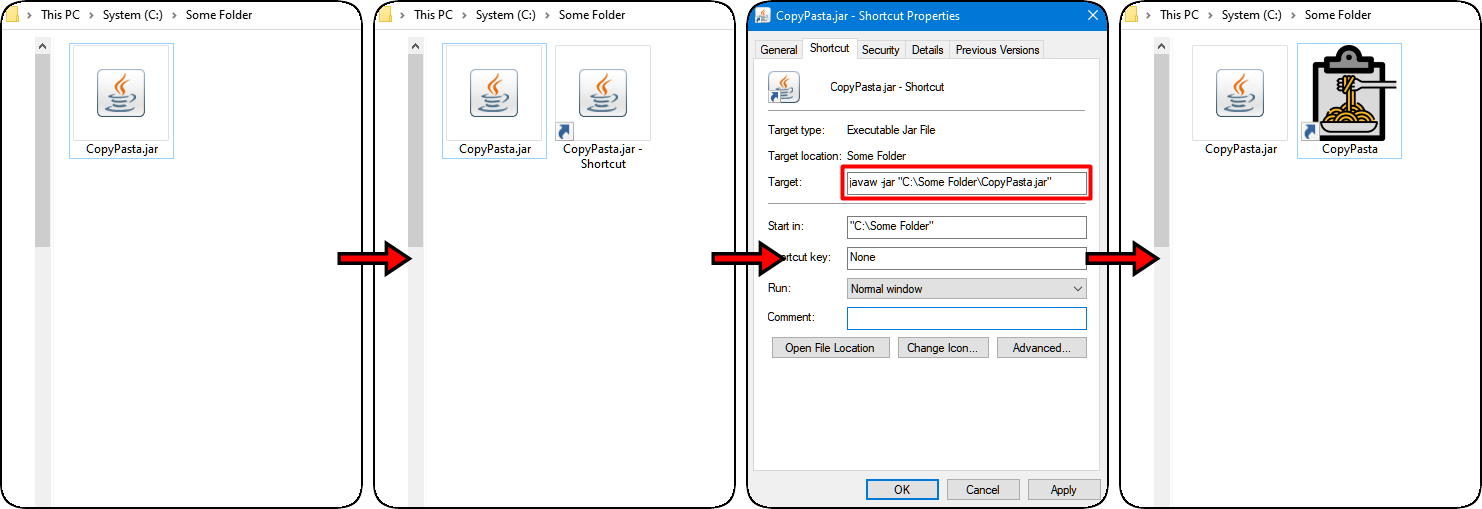 This PC > System (C:) > Some Folder
CopyPasta.jar
This PC > System (C:) > Some Folder
CopyPasta.jar
CopyPasta.jar -
Shortcut
CopyPasta.jar - Shortcut Properties
General Shortcut Security Details Previous Versions
CopyPasta.jar - Shortcut
Target type: Executable Jar File
Target location: Some Folder
Target: javaw -jar "C:\Some Folder\CopyPasta.jar"
Start in: "C:\Some Folder"
ortcut key: None
Run: Normal window
Comment:
Open File Location Change Icon... Advanced...
OK Cancel Apply
This PC > System (C:) > Some Folder
CopyPasta.jar
CopyPasta